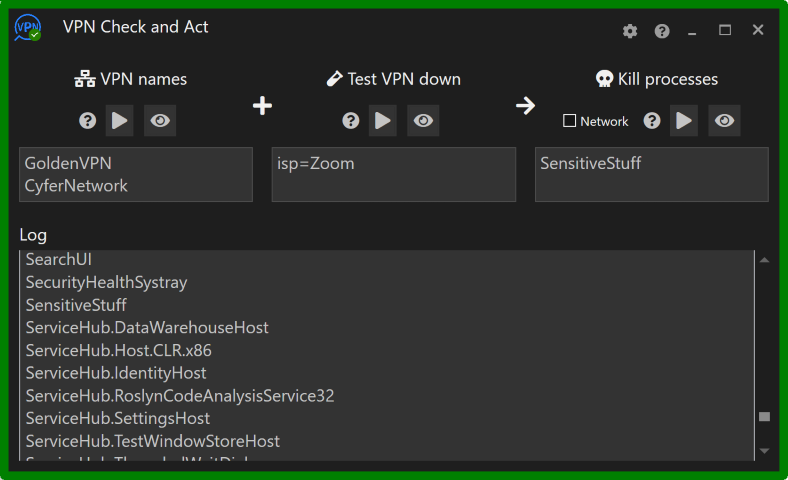 VPN
VPN Check and Act
VPN names
Test VPN down
Kill processes
Network
GoldenVPN
CyferNetwork
isp=Zoom
SensitiveStuff
Log
SearchUI
SecurityHealthSystray
SensitiveStuff
ServiceHub.DataWarehouseHost
ServiceHub.Host.CLR.x86
ServiceHub.IdentityHost
ServiceHub.RoslynCodeAnalysisService32
ServiceHub.SettingsHost
ServiceHub.TestWindowStoreHost